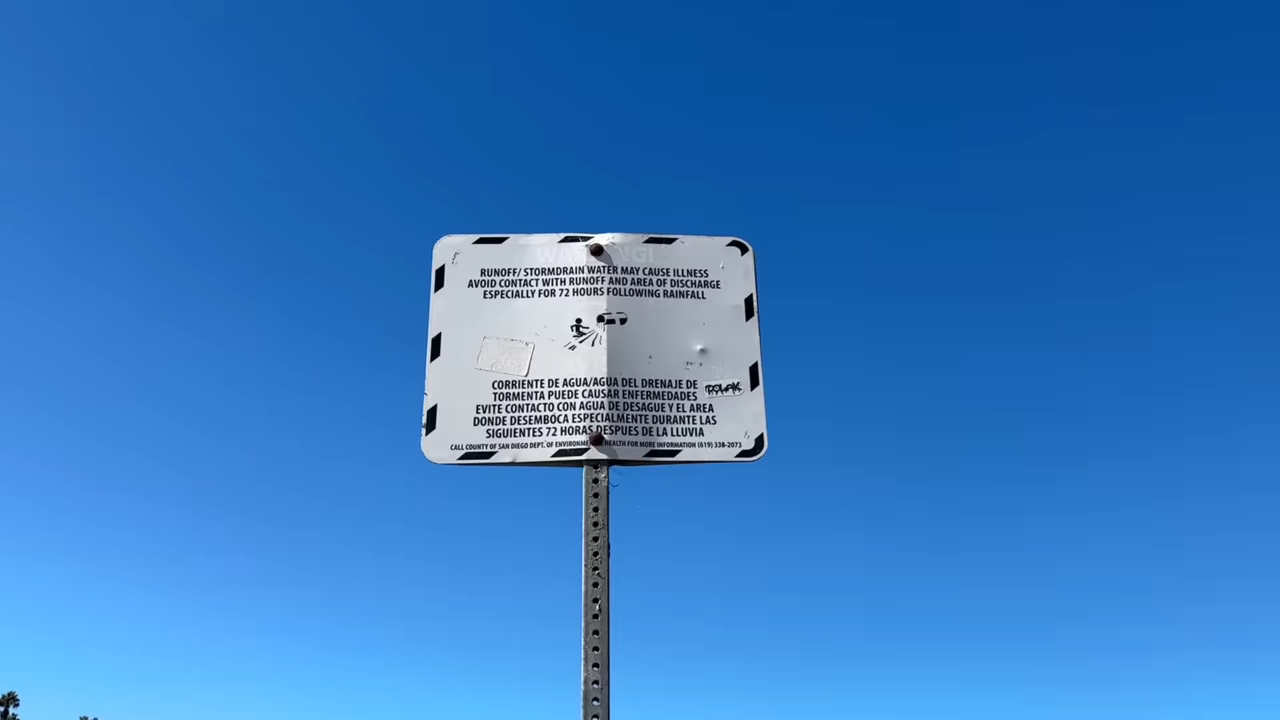 WARNING!
RUNOFF/ STORMDRAIN WATER MAY CAUSE ILLNESS
AVOID CONTACT WITH RUNOFF AND AREA OF DISCHARGE
ESPECIALLY FOR 72 HOURS FOLLOWING RAINFALL
CORRIENTE DE AGUA/AGUA DEL DRENAJE DE
TORMENTA PUEDE CAUSAR ENFERMEDADES
EVITE CONTACTO CON AGUA DE DESAGUE Y EL AREA
DONDE DESEMBOCA ESPECIALMENTE DURANTE LAS
SIGUIENTES 72 HORAS DESPUES DE LA LLUVIA
CALL COUNTY OF SAN DIEGO DEPT. OF ENVIRONMENTAL HEALTH FOR MORE INFORMATION (619) 338-2073